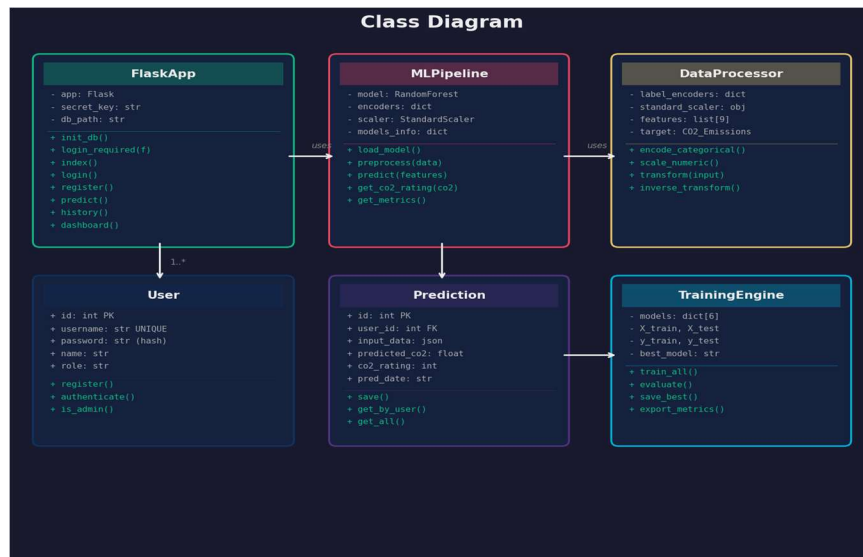 Class Diagram
FlaskApp
- app: Flask
- secret_key: str
- db_path: str
+ init_db()
+ login_required(f)
+ index()
+ login()
+ register()
+ predict()
+ history()
+ dashboard()
uses
MLPipeline
- model: RandomForest
- encoders: dict
- scaler: StandardScaler
- models_info: dict
+ load_model()
+ preprocess(data)
+ predict(features)
+ get_co2_rating(co2)
+ get_metrics()
uses
DataProcessor
- label_encoders: dict
- standard_scaler: obj
- features: list[9]
- target: CO2_Emissions
+ encode_categorical()
+ scale_numeric()
+ transform(input)
+ inverse_transform()
1..*
User
+ id: int PK
+ username: str UNIQUE
+ password: str (hash)
+ name: str
+ role: str
+ register()
+ authenticate()
+ is_admin()
Prediction
+ id: int PK
+ user_id: int FK
+ input_data: json
+ predicted_co2: float
+ co2_rating: int
+ pred_date: str
+ save()
+ get_by_user()
+ get_all()
TrainingEngine
- models: dict[6]
- X_train, X_test
- y_train, y_test
- best_model: str
+ train_all()
+ evaluate()
+ save_best()
+ export_metrics()